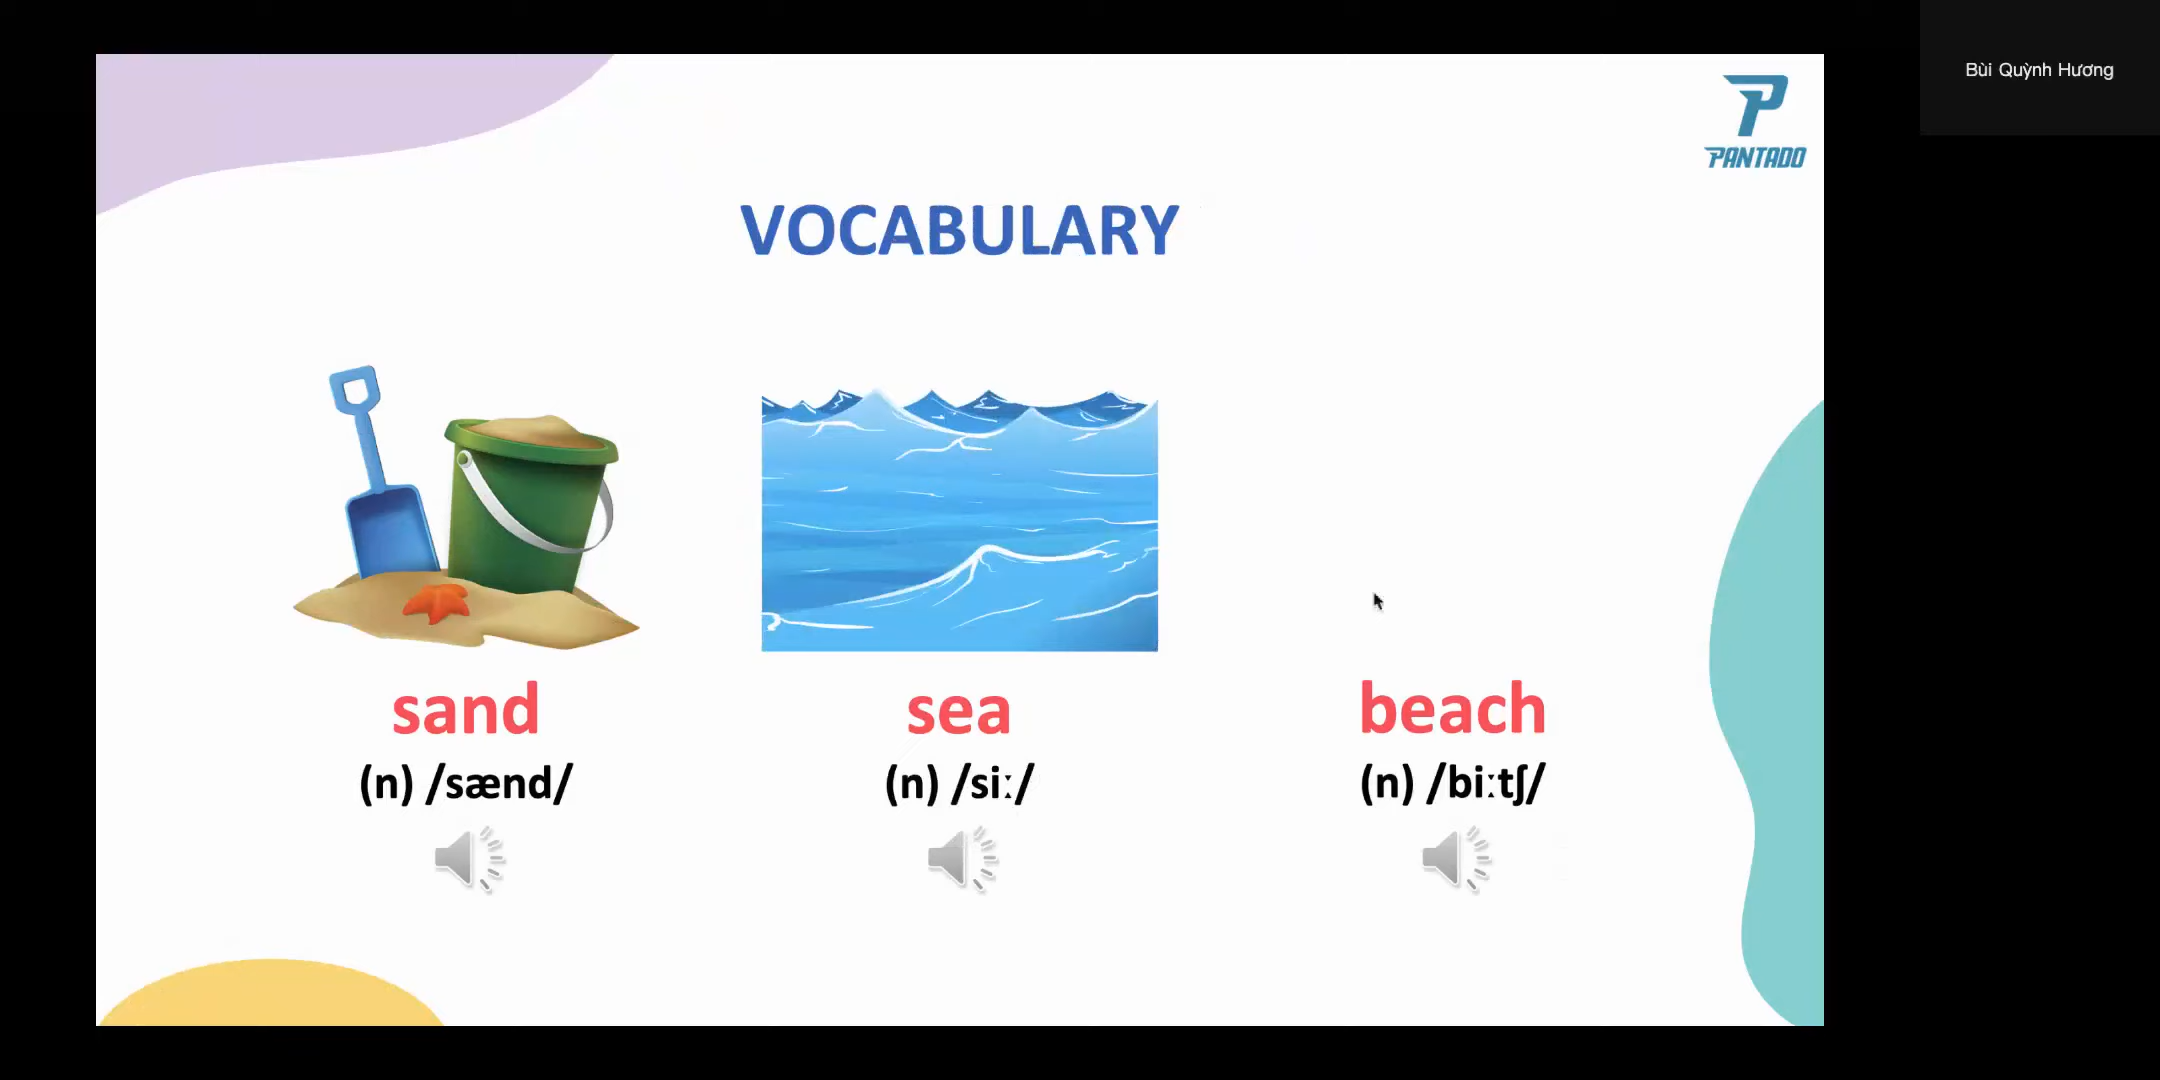 Bùi Quỳnh Hương
PANTADO
VOCABULARY
sand
(n) /sænd/
sea
(n) /siː/
beach
(n) /biːtʃ/